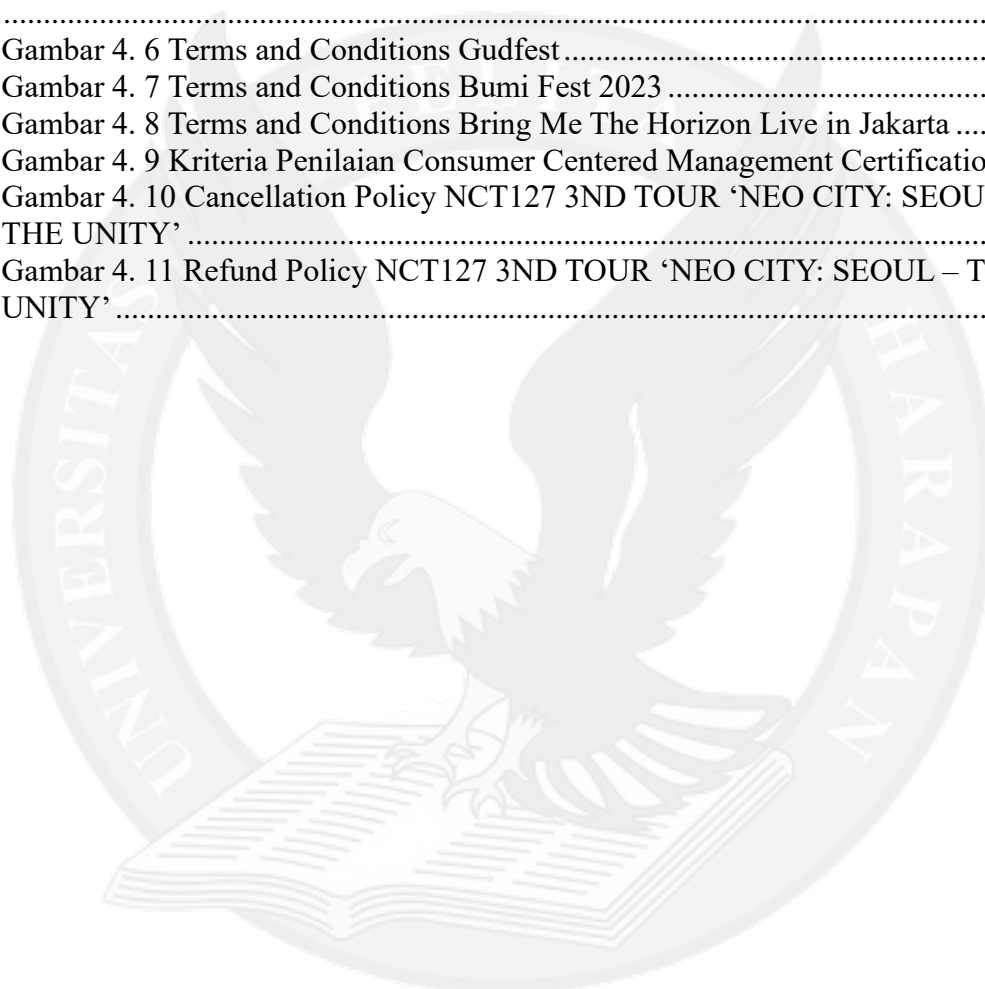 ....................................................................................................................
Gambar 4. 6 Terms and Conditions Gudfest.....................................................
Gambar 4. 7 Terms and Conditions Bumi Fest 2023 ........................................
Gambar 4. 8 Terms and Conditions Bring Me The Horizon Live in Jakarta ....
Gambar 4. 9 Kriteria Penilaian Consumer Centered Management Certificatio
Gambar 4. 10 Cancellation Policy NCT127 3ND TOUR ‘NEO CITY: SEOU
THE UNITY’ ....................................................................................................
Gambar 4. 11 Refund Policy NCT127 3ND TOUR ‘NEO CITY: SEOUL – T
UNITY’ .............................................................................................................
UNIVERSITAS PELITA HARAPAN